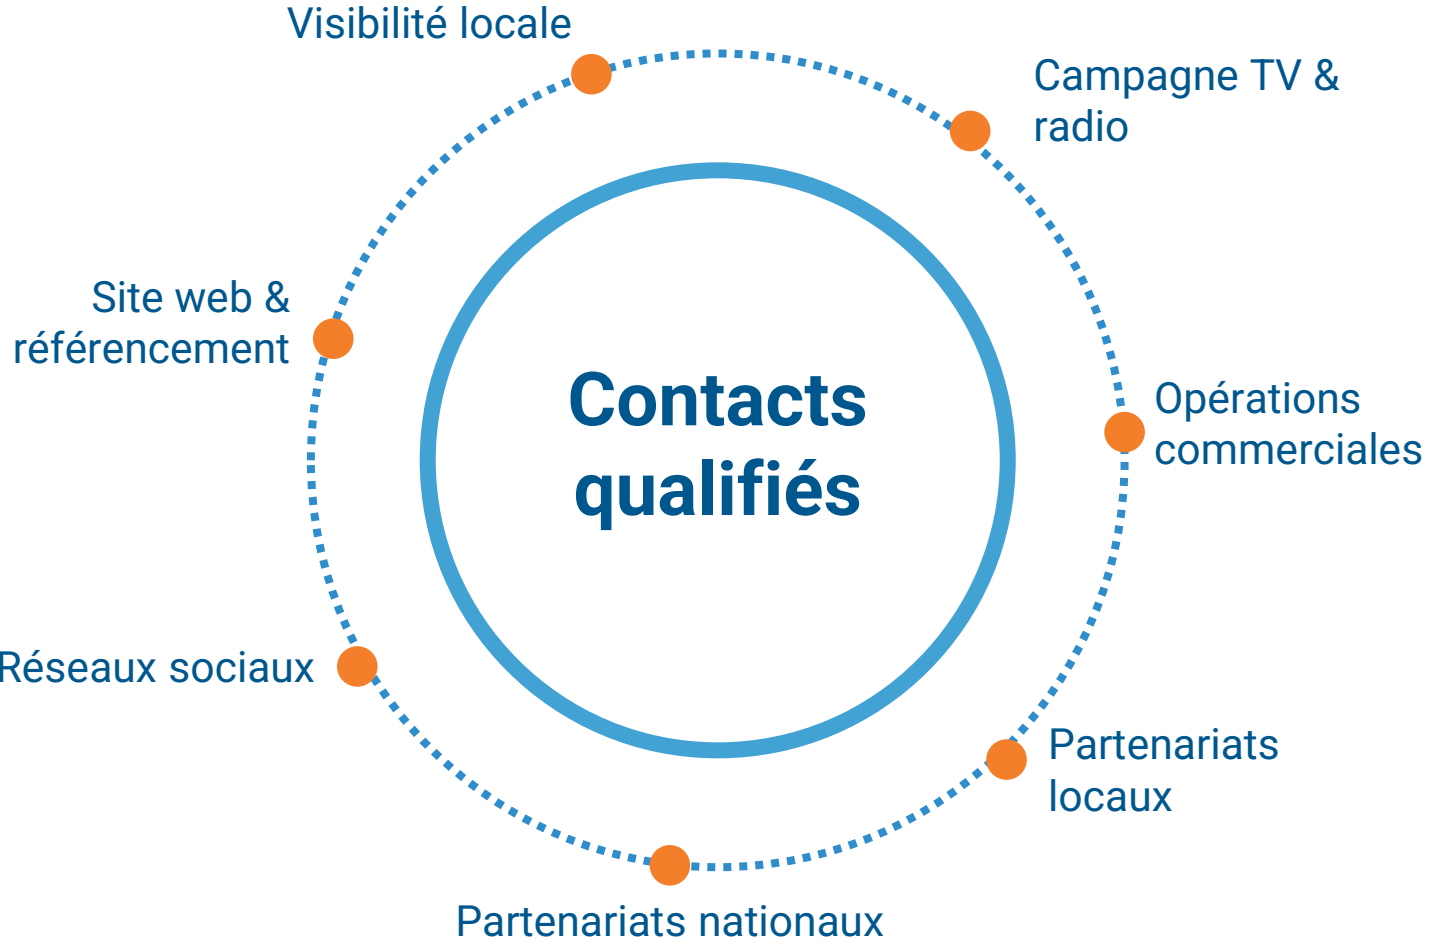 Visibilité locale
Campagne TV &
radio
Site web &
référencement
Contacts
qualifiés
Opérations
commerciales
Réseaux sociaux
Partenariats
locaux
Partenariats nationaux